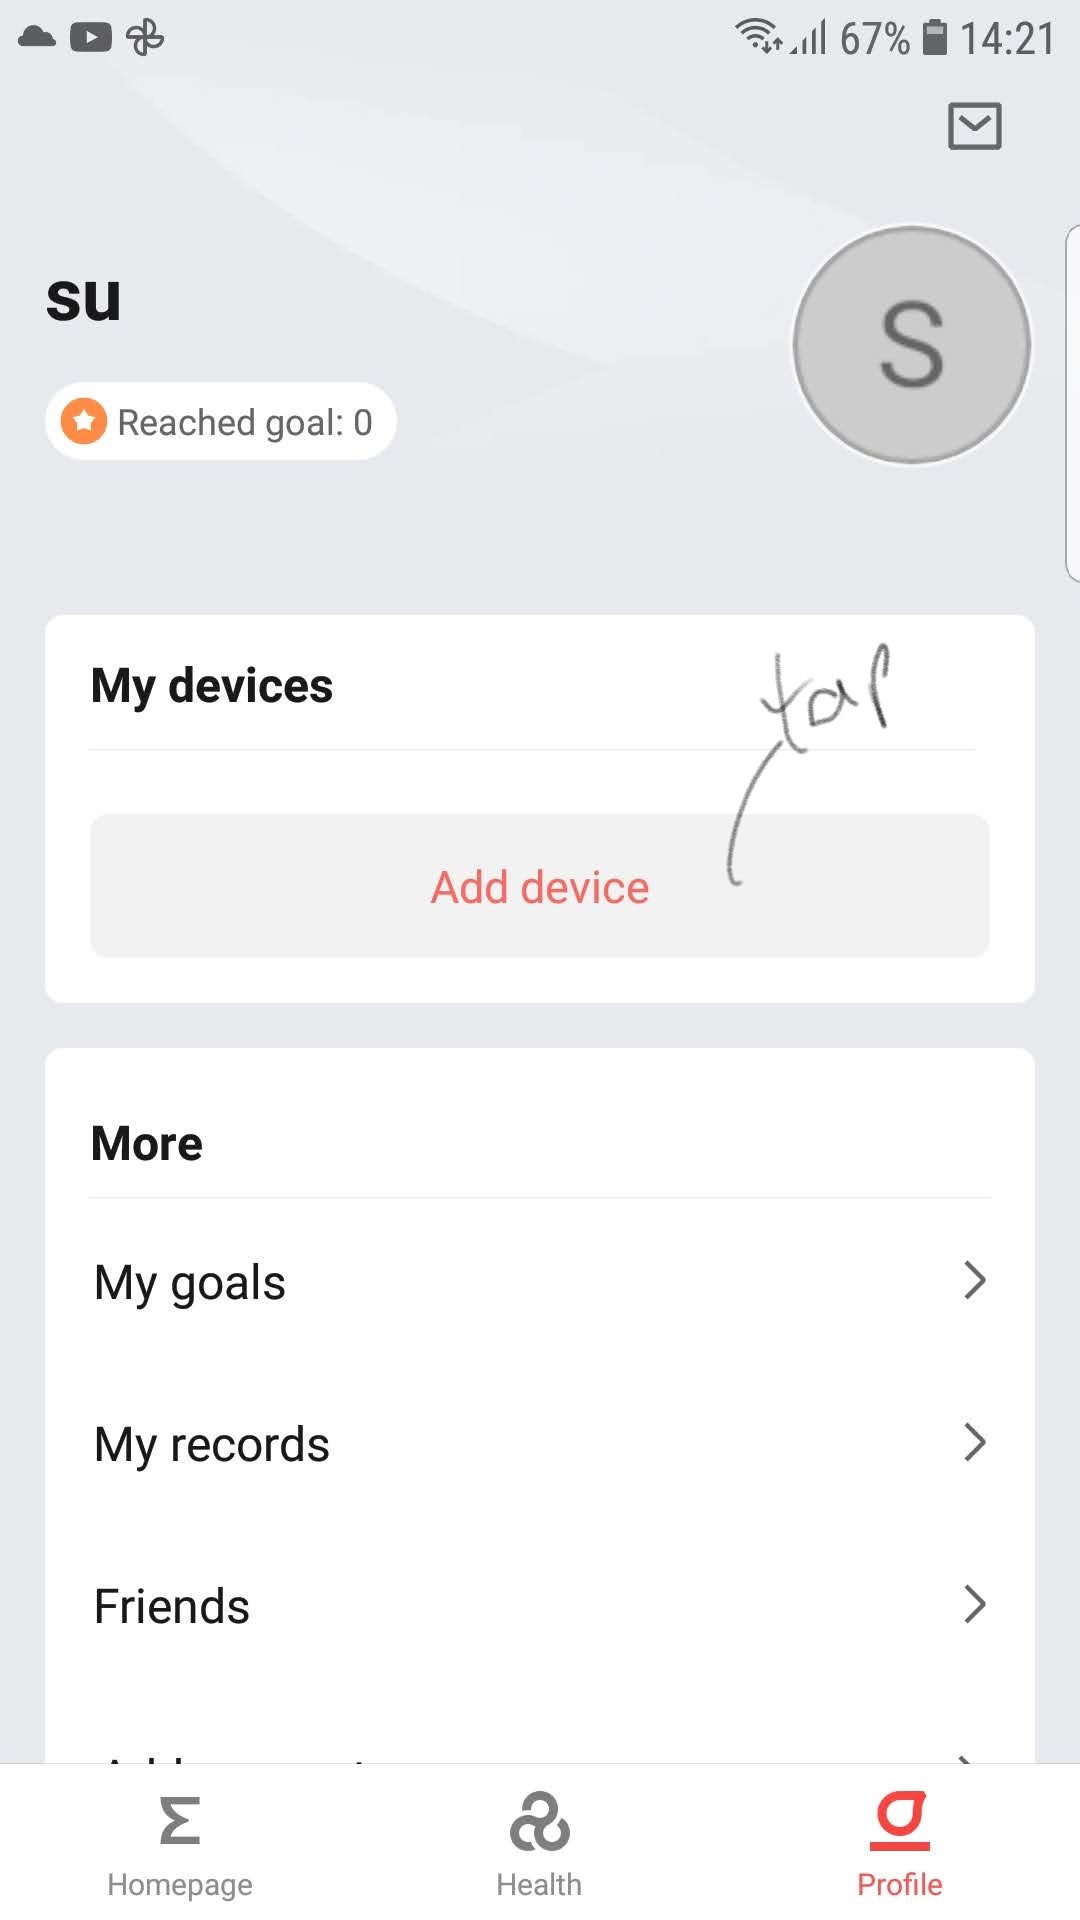 67% 14:21
su
S
Reached goal: 0
My devices
tap
Add device
More
My goals
My records
Friends
Homepage Health Profile